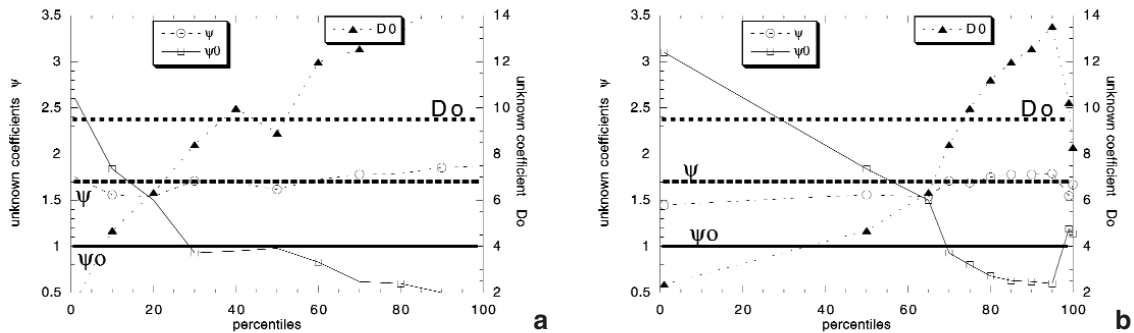 unknown coefficients ψ
3.5
3
2.5
2
1.5
1
0.5
ψ
ψ0
D0
Do
ψ
ψo
14
12
10
8
6
4
2
unknown coefficient Do
0 20 40 60 80 100
percentiles
a
unknown coefficients ψ
3.5
3
2.5
2
1.5
1
0.5
ψ
ψ0
D0
Do
ψ
ψo
14
12
10
8
6
4
2
unknown coefficient Do
0 20 40 60 80 100
percentiles
b